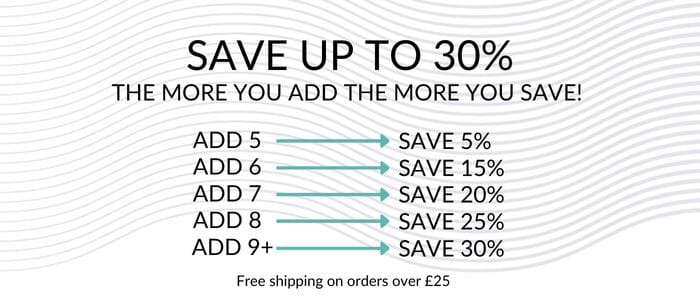 SAVE UP TO 30%
THE MORE YOU ADD THE MORE YOU SAVE!
ADD 5 SAVE 5%
ADD 6 SAVE 15%
ADD 7 SAVE 20%
ADD 8 SAVE 25%
ADD 9+ SAVE 30%
Free shipping on orders over £25